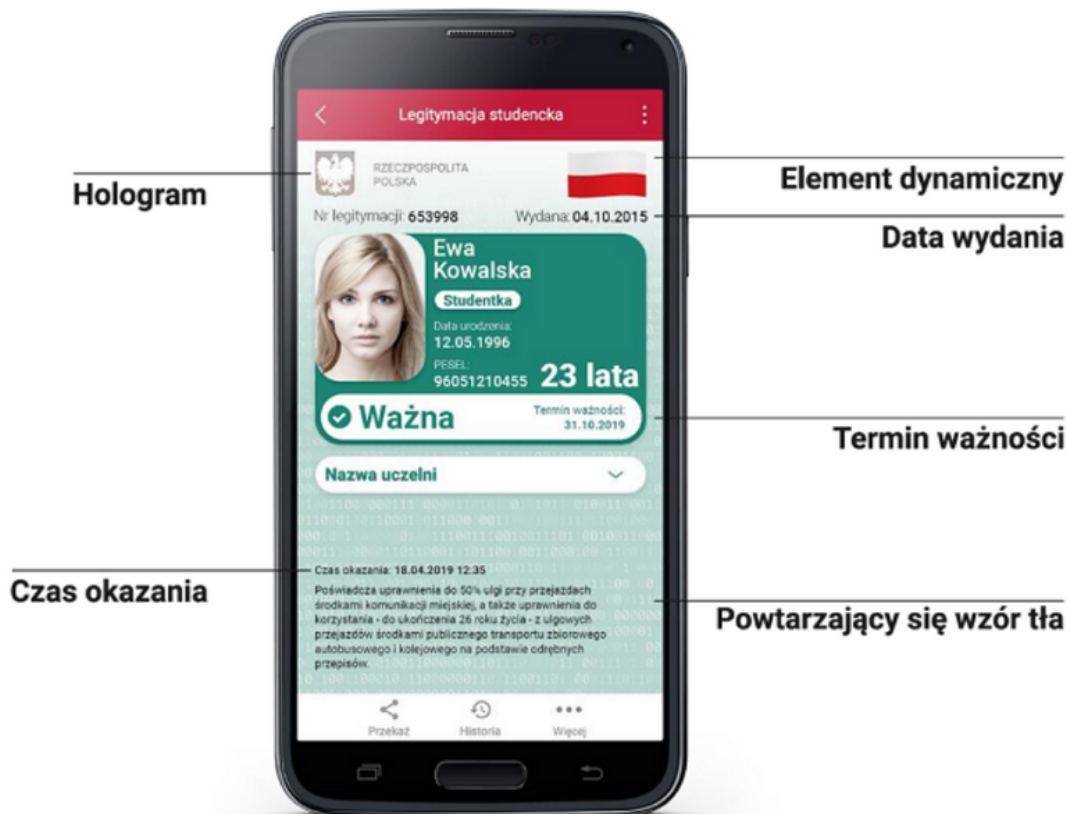 Legitymacja studencka
RZECZPOSPOLITA
POLSKA
Hologram
Element dynamiczny
Nr legitymacji: 653998 Wydana: 04.10.2015
Data wydania
Ewa
Kowalska
Studentka
Data urodzenia:
12.05.1996
PESEL:
96051210455 23 lata
Ważna
Termin ważności:
31.10.2019
Termin ważności
Nazwa uczelni
Czas okazania: 18.04.2019 12:35
Czas okazania
Poświadcza uprawnienia do 50% ulgi przy przejazdach
środkami komunikacji miejskiej, a także uprawnienia do
korzystania - do ukończenia 26 roku życia - z ulgowych
przejazdów środkami publicznego transportu zbiorowego
autobusowego i kolejowego na podstawie odrębnych
przepisów.
Powtarzający się wzór tła
Przekaż Historia Więcej